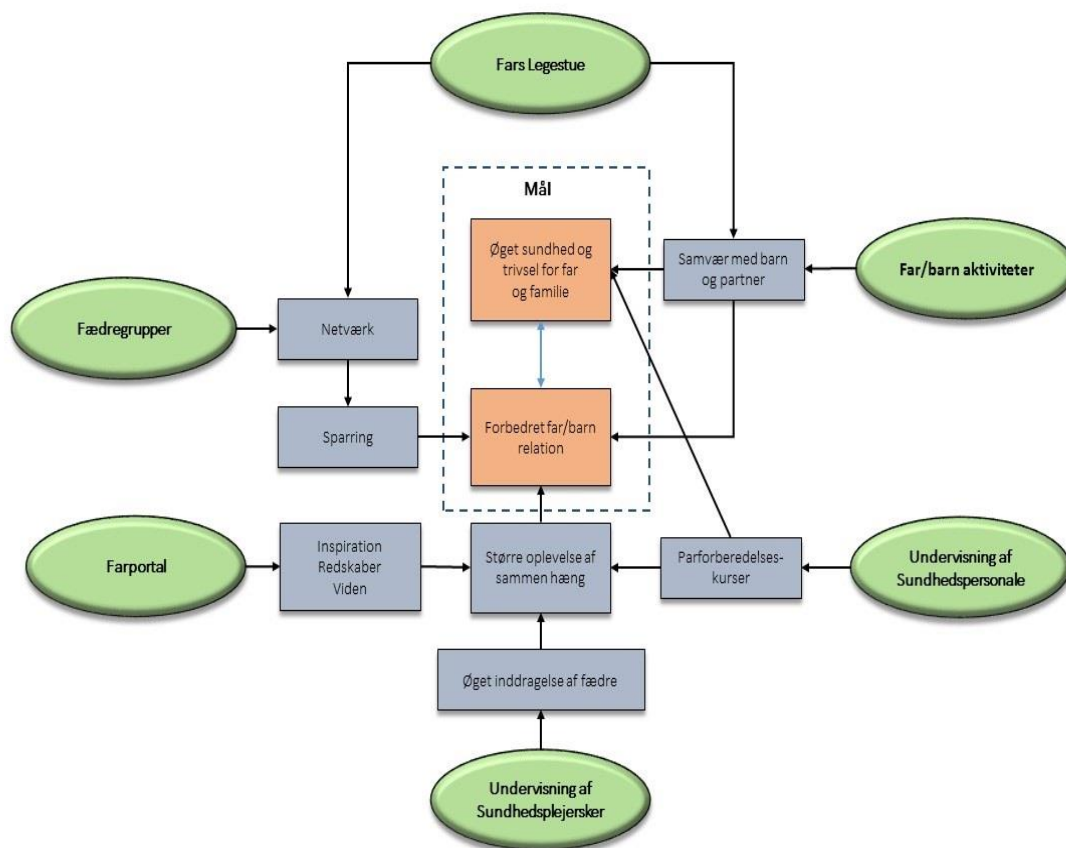 Fars Legestue
Mål
Øget sundhed og
trivsel for far
og familie
Samvær med barn
og partner
Far/barn aktiviteter
Fædregrupper
Netværk
Sparring
Forbedret far/barn
relation
Farportal
Inspiration
Redskaber
Viden
Større oplevelse af
sammen hæng
Parforberedelses-
kurser
Undervisning af
Sundhedspersonale
Øget inddragelse af fædre
Undervisning af
Sundhedsplejersker